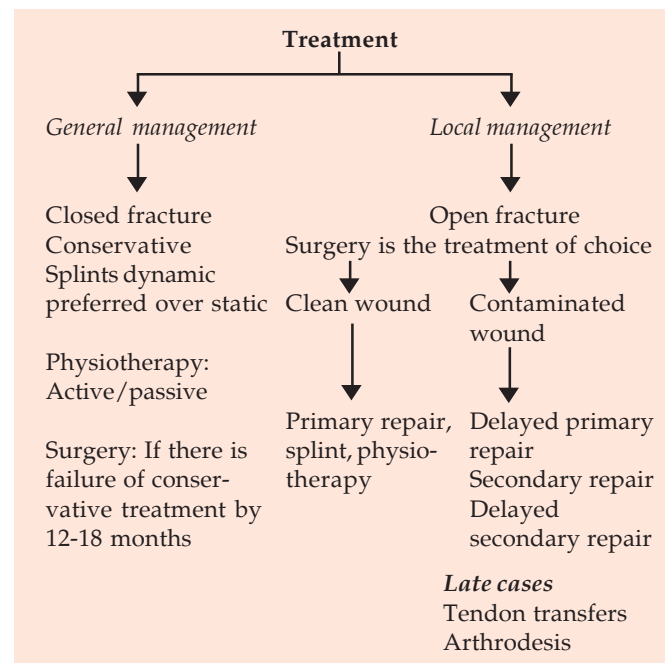 Treatment
General management
Local management
Closed fracture
Conservative
Splints dynamic
preferred over static
Physiotherapy:
Active/passive
Surgery: If there is
failure of conser-
vative treatment by
12-18 months
Open fracture
Surgery is the treatment of choice
Clean wound
Primary repair,
splint, physio-
therapy
Contaminated
wound
Delayed primary
repair
Secondary repair
Delayed
secondary repair
Late cases
Tendon transfers
Arthrodesis